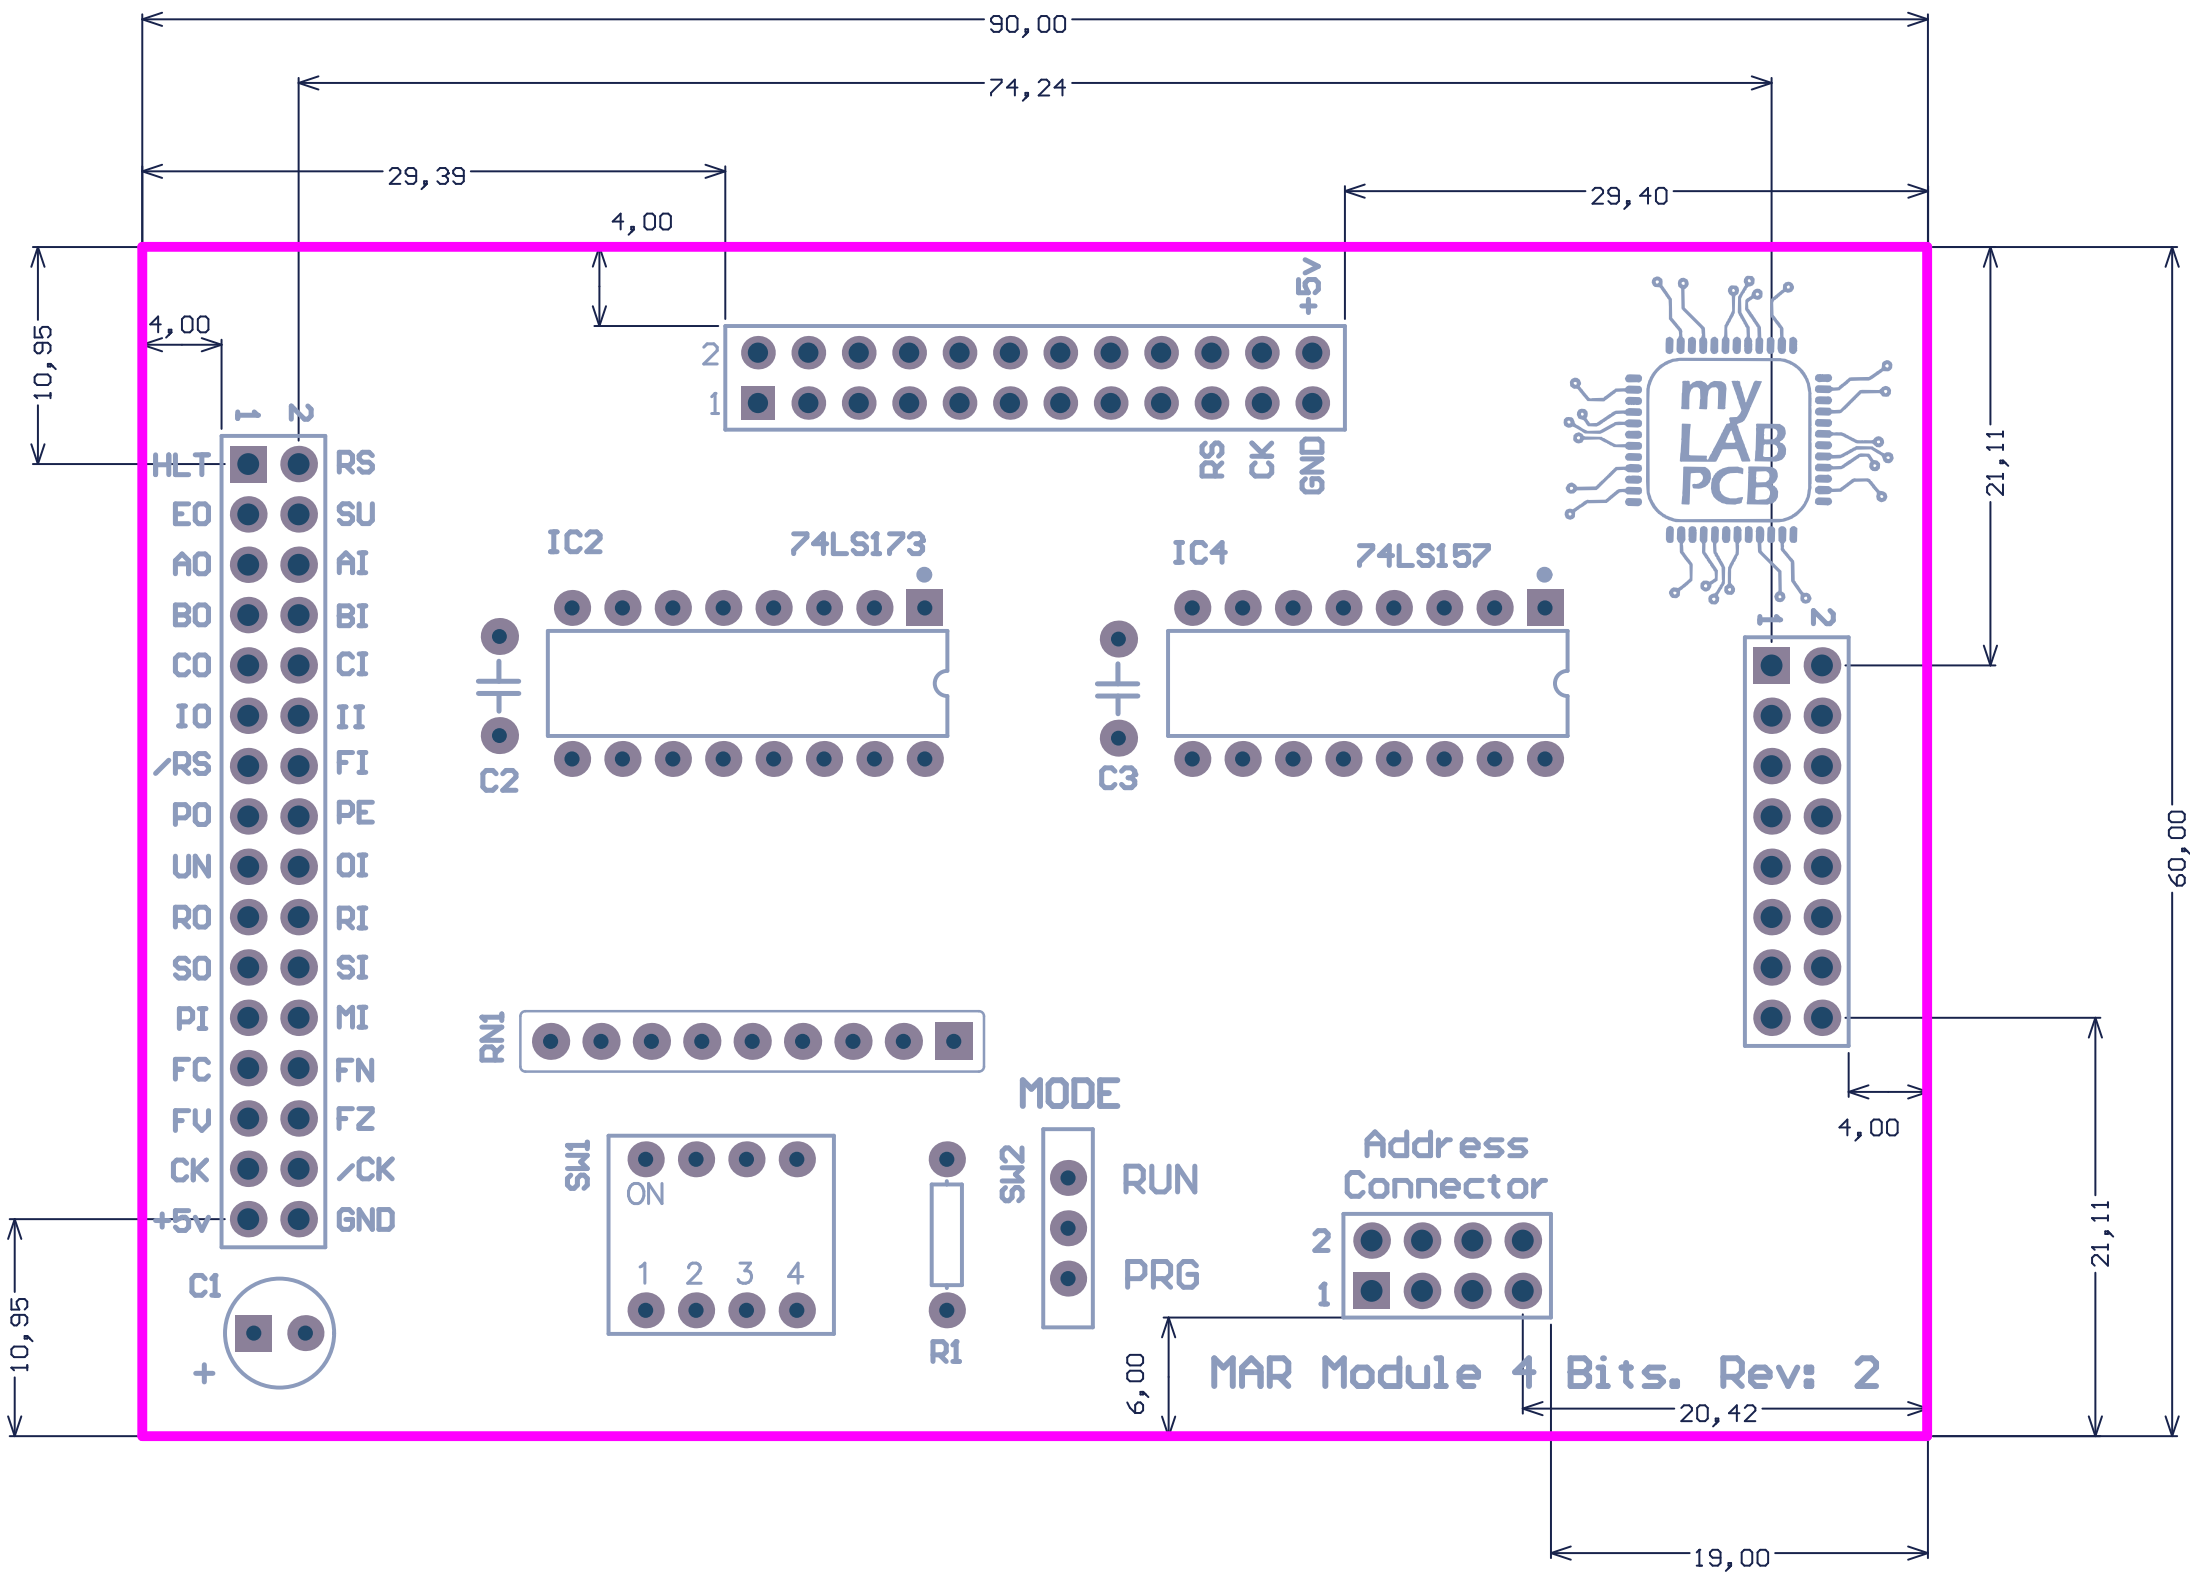 90,00
74,24
29,39
29,40
4,00
+5v
10,95
4,00
2
1
1 2
RS CK GND
my
LAB
PCB
21,11
HLT RS
EO SU
AO AI
BO BI
CO CI
IO II
/RS FI
PO PE
UN OI
RO RI
SO SI
PI MI
FC FN
FV FZ
CK /CK
+5v GND
IC2 74LS173
IC4 74LS157
C2
C3
1 2
60,00
RN1
MODE
4,00
SW1
ON
1 2 3 4
SW2
RUN
PRG
R1
Address
Connector
2
1
21,11
C1
+
10,95
6,00
MAR Module 4 Bits. Rev: 2
20,42
19,00